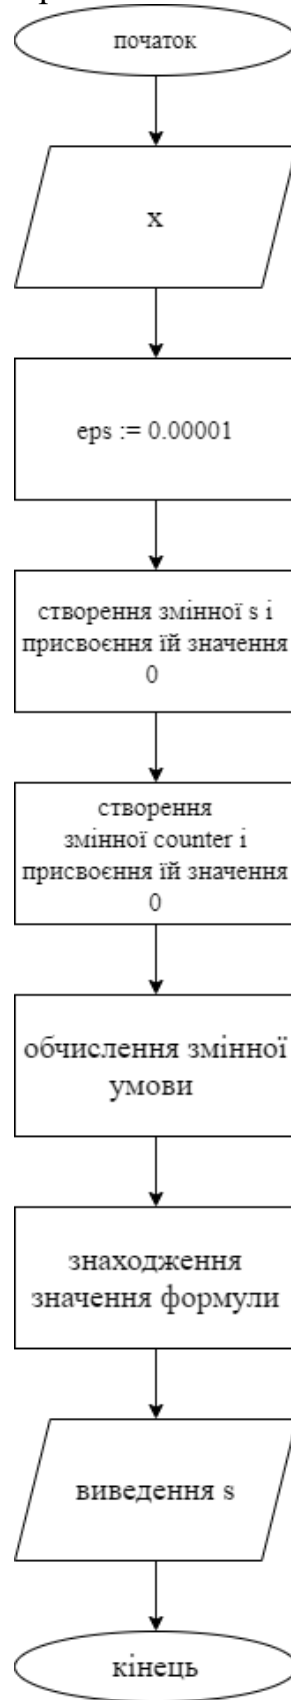 початок
x
eps := 0.00001
створення змінної s і
присвоєння їй значення
0
створення
змінної counter і
присвоєння їй значення
0
обчислення змінної
умови
знаходження
значення формули
виведення s
кінець